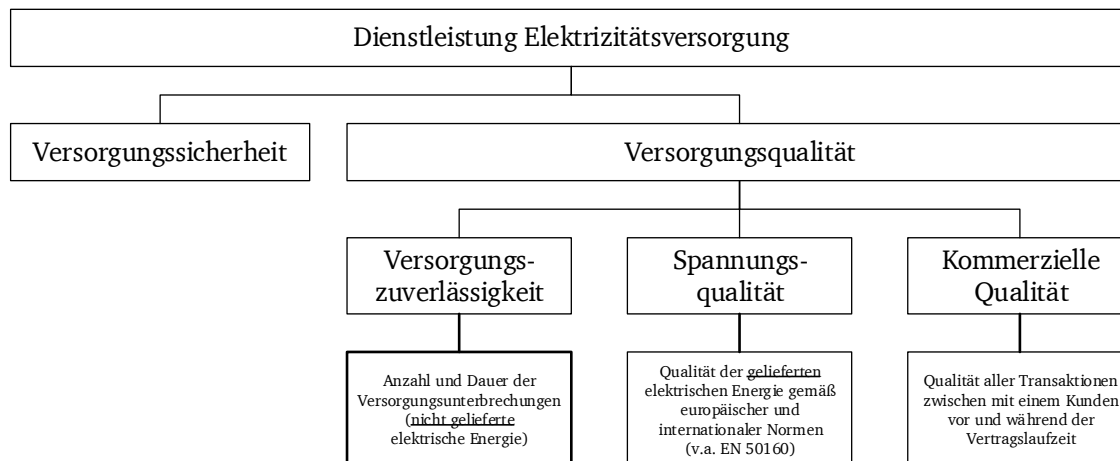 Dienstleistung Elektrizitätsversorgung
Versorgungssicherheit
Versorgungsqualität
Versorgungs-
zuverlässigkeit
Spannungs-
qualität
Kommerzielle
Qualität
Anzahl und Dauer der
Versorgungsunterbrechungen
(nicht gelieferte
elektrische Energie)
Qualität der gelieferten
elektrischen Energie gemäß
europäischer und
internationaler Normen
(v.a. EN 50160)
Qualität aller Transaktionen
zwischen mit einem Kunden
vor und während der
Vertragslaufzeit